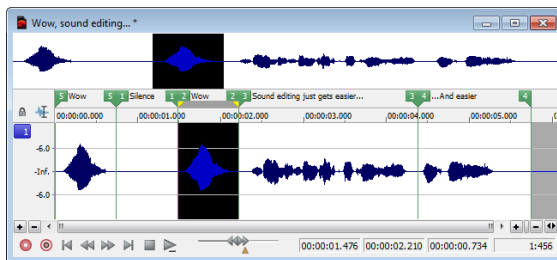 Wow, sound editing... *
5 Wow 5 1 Silence 1 2 Wow 2 3 Sound editing just gets easier... 3 4 ...And easier 4
00:00:00.000 ,00:00:01.000 ,00:00:02.000 ,00:00:03.000 ,00:00:04.000 ,00:00:05.000
1
-6.0
-Inf.
-6.0
00:00:01.476 00:00:02.210 00:00:00.734 1:456